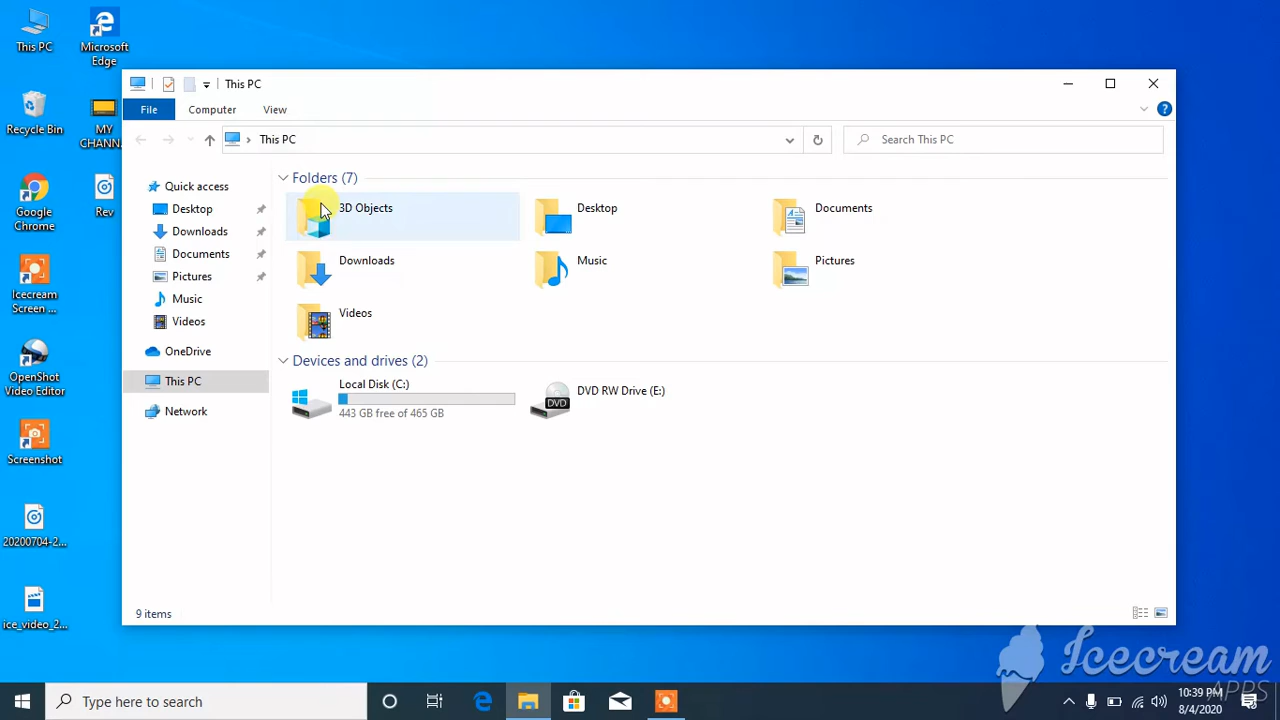 This PC
Microsoft
Edge
Recycle Bin
MY
CHANN...
Google
Chrome
Rev
Icecream
Screen ...
OpenShot
Video Editor
Screenshot
20200704-2...
ice_video_2...
This PC
File
Computer
View
This PC
Search This PC
Quick access
Desktop
Downloads
Documents
Pictures
Music
Videos
OneDrive
This PC
Network
Folders (7)
3D Objects
Desktop
Documents
Downloads
Music
Pictures
Videos
Devices and drives (2)
Local Disk (C:)
443 GB free of 465 GB
DVD RW Drive (E:)
DVD
9 items
Icecream
APPS
Type here to search
10:39 PM
8/4/2020